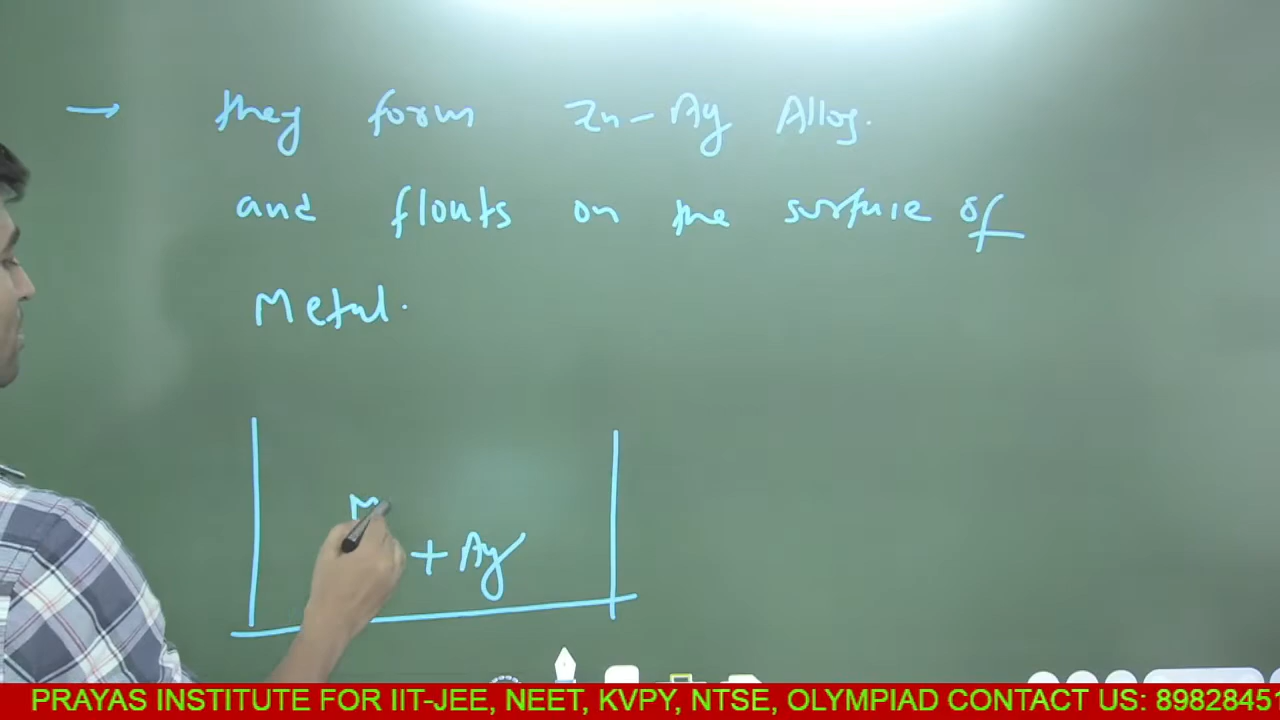 → they form Zn-Ag Alloy.
and floats on the surface of
Metal.
M
+ Ag
PRAYAS INSTITUTE FOR IIT-JEE, NEET, KVPY, NTSE, OLYMPIAD CONTACT US: 89828451